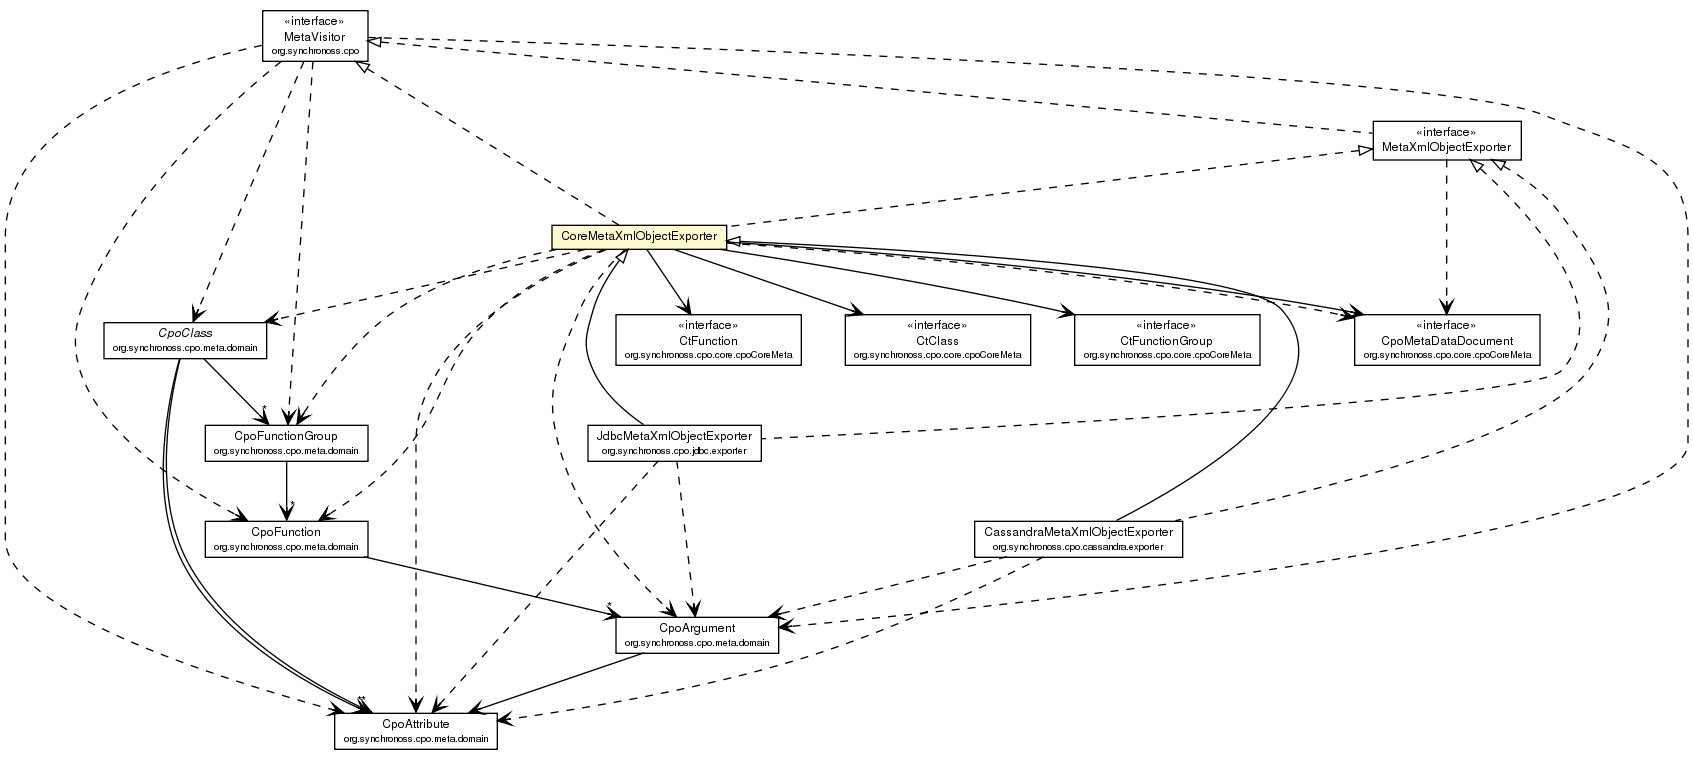 «interface»
MetaVisitor
org.synchronoss.cpo
«interface»
MetaXmlObjectExporter
CoreMetaXmlObjectExporter
CpoClass
org.synchronoss.cpo.meta.domain
«interface»
CtFunction
org.synchronoss.cpo.core.cpoCoreMeta
«interface»
CtClass
org.synchronoss.cpo.core.cpoCoreMeta
«interface»
CtFunctionGroup
org.synchronoss.cpo.core.cpoCoreMeta
«interface»
CpoMetaDataDocument
org.synchronoss.cpo.core.cpoCoreMeta
*
CpoFunctionGroup
org.synchronoss.cpo.meta.domain
JdbcMetaXmlObjectExporter
org.synchronoss.cpo.jdbc.exporter
*
CpoFunction
org.synchronoss.cpo.meta.domain
CassandraMetaXmlObjectExporter
org.synchronoss.cpo.cassandra.exporter
*
CpoArgument
org.synchronoss.cpo.meta.domain
**
CpoAttribute
org.synchronoss.cpo.meta.domain